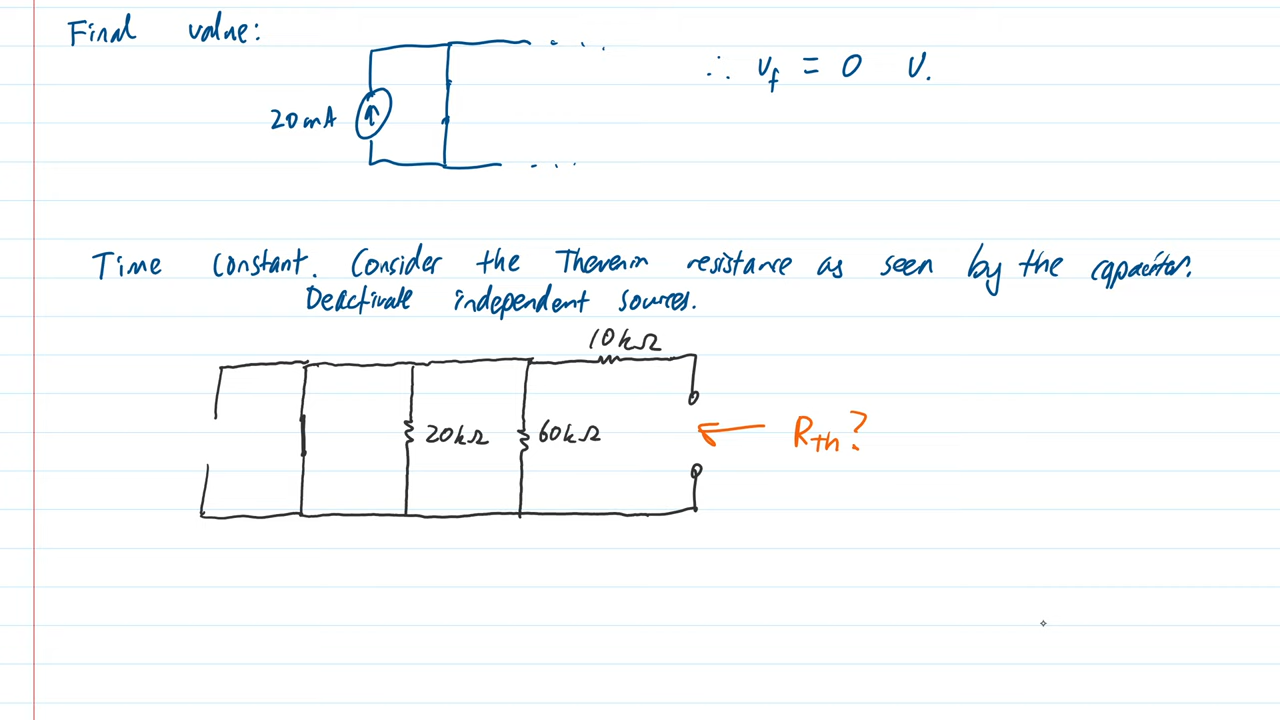 Final value:
∴ v_f = 0 V.
20mA
Time constant. Consider the Thevenin resistance as seen by the capacitor.
Deactivate independent sources.
10kΩ
20kΩ
60kΩ
R_th?